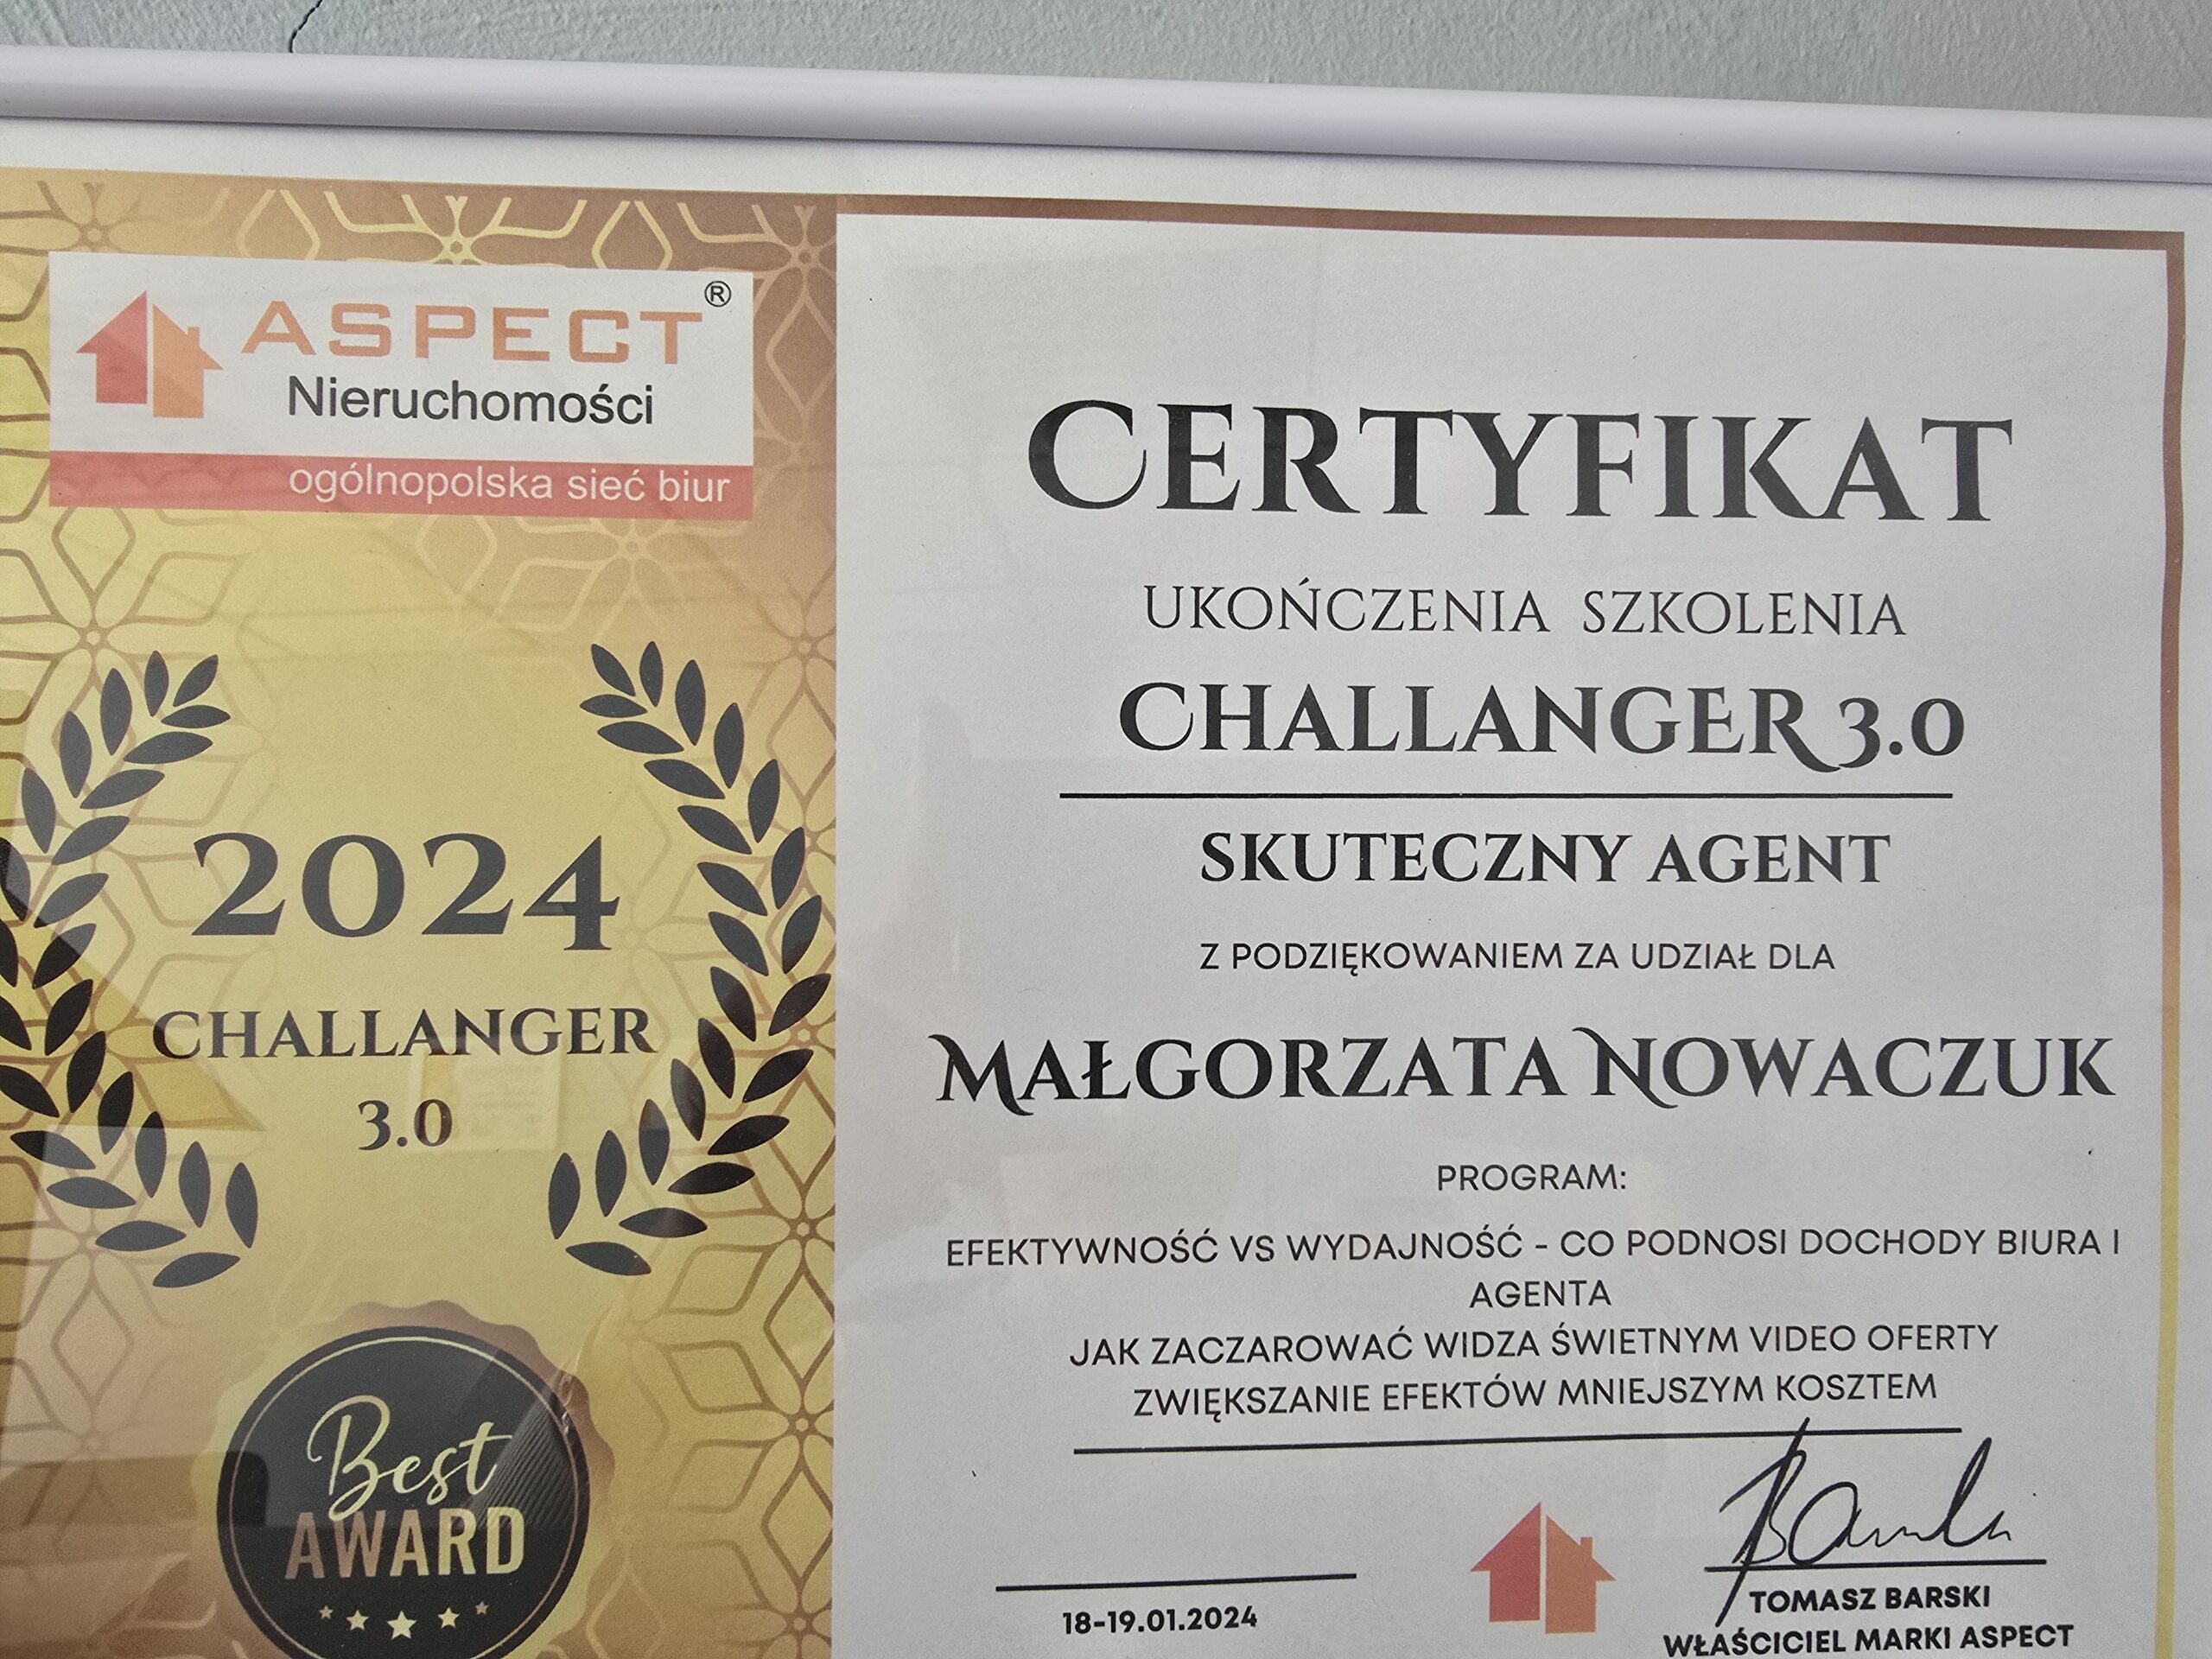 ASPECT®
Nieruchomości
ogólnopolska sieć biur
2024
CHALLANGER
3.0
Best
AWARD
CERTYFIKAT
UKOŃCZENIA SZKOLENIA
CHALLANGER 3.0
SKUTECZNY AGENT
Z PODZIĘKOWANIEM ZA UDZIAŁ DLA
MAŁGORZATA NOWACZUK
PROGRAM:
EFEKTYWNOŚĆ VS WYDAJNOŚĆ - CO PODNOSI DOCHODY BIURA I
AGENTA
JAK ZACZAROWAĆ WIDZA ŚWIETNYM VIDEO OFERTY
ZWIĘKSZANIE EFEKTÓW MNIEJSZYM KOSZTEM
18-19.01.2024
TOMASZ BARSKI
WŁAŚCICIEL MARKI ASPECT